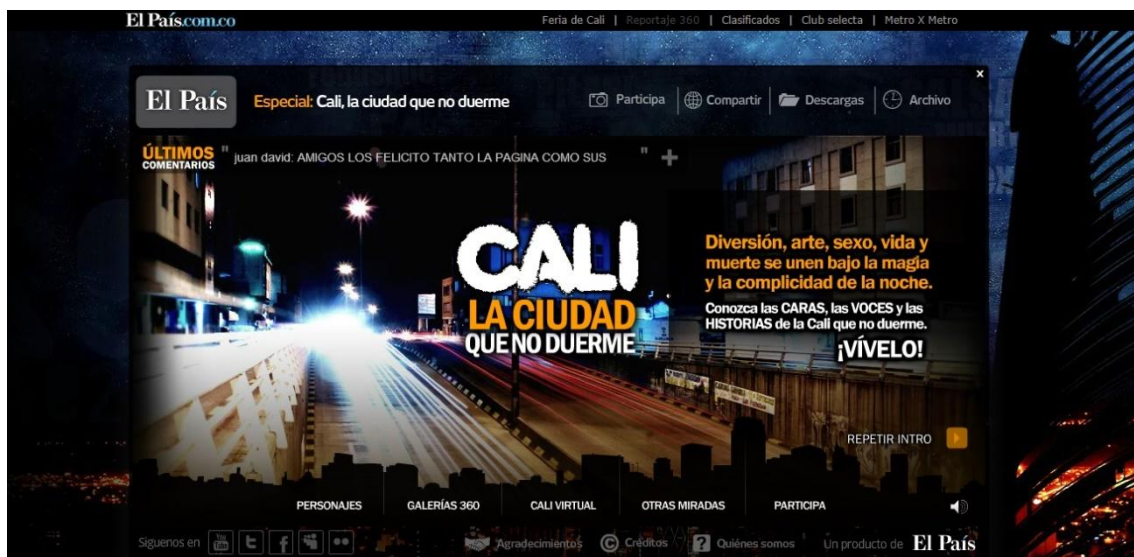 El País.com.co
Feria de Cali | Reportaje 360 | Clasificados | Club selecta | Metro X Metro
x
El País Especial: Cali, la ciudad que no duerme
Participa | Compartir | Descargas | Archivo
ÚLTIMOS
COMENTARIOS
" juan david: AMIGOS LOS FELICITO TANTO LA PAGINA COMO SUS " +
CALI
LA CIUDAD
QUE NO DUERME
Diversión, arte, sexo, vida y
muerte se unen bajo la magia
y la complicidad de la noche.
Conozca las CARAS, las VOCES y las
HISTORIAS de la Cali que no duerme.
¡VÍVELO!
REPETIR INTRO
PERSONAJES | GALERÍAS 360 | CALI VIRTUAL | OTRAS MIRADAS | PARTICIPA
Siguenos en You Tube t f Agradecimientos © Créditos ? Quiénes somos Un producto de El País